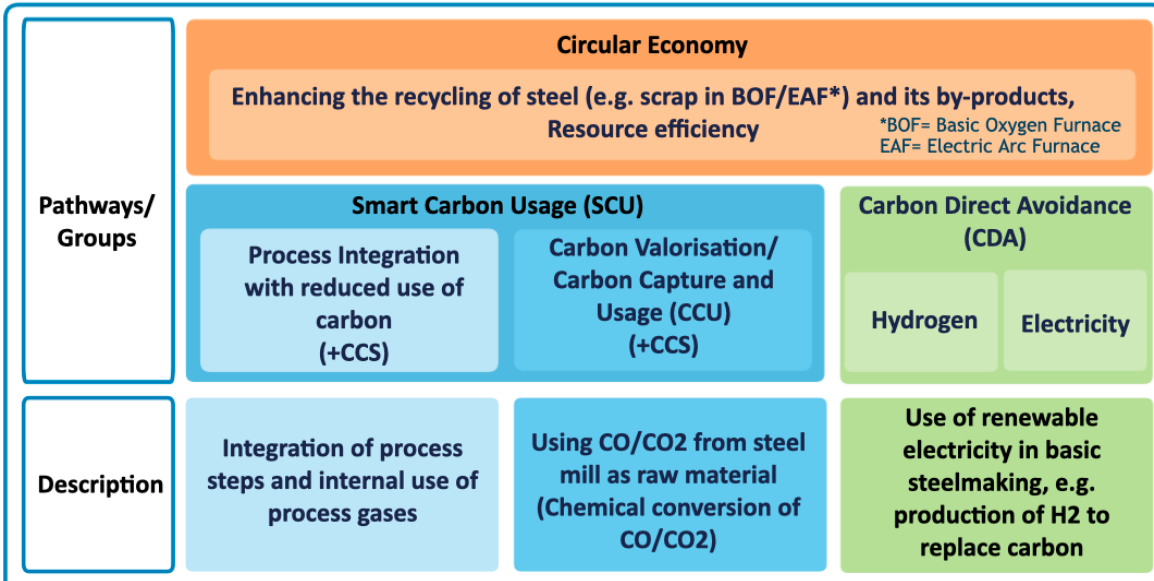 Circular Economy
Enhancing the recycling of steel (e.g. scrap in BOF/EAF*) and its by-products,
Resource efficiency
*BOF= Basic Oxygen Furnace
EAF= Electric Arc Furnace
Pathways/
Groups
Smart Carbon Usage (SCU)
Process Integration
with reduced use of
carbon
(+CCS)
Carbon Valorisation/
Carbon Capture and
Usage (CCU)
(+CCS)
Carbon Direct Avoidance
(CDA)
Hydrogen
Electricity
Description
Integration of process
steps and internal use of
process gases
Using CO/CO2 from steel
mill as raw material
(Chemical conversion of
CO/CO2)
Use of renewable
electricity in basic
steelmaking, e.g.
production of H2 to
replace carbon